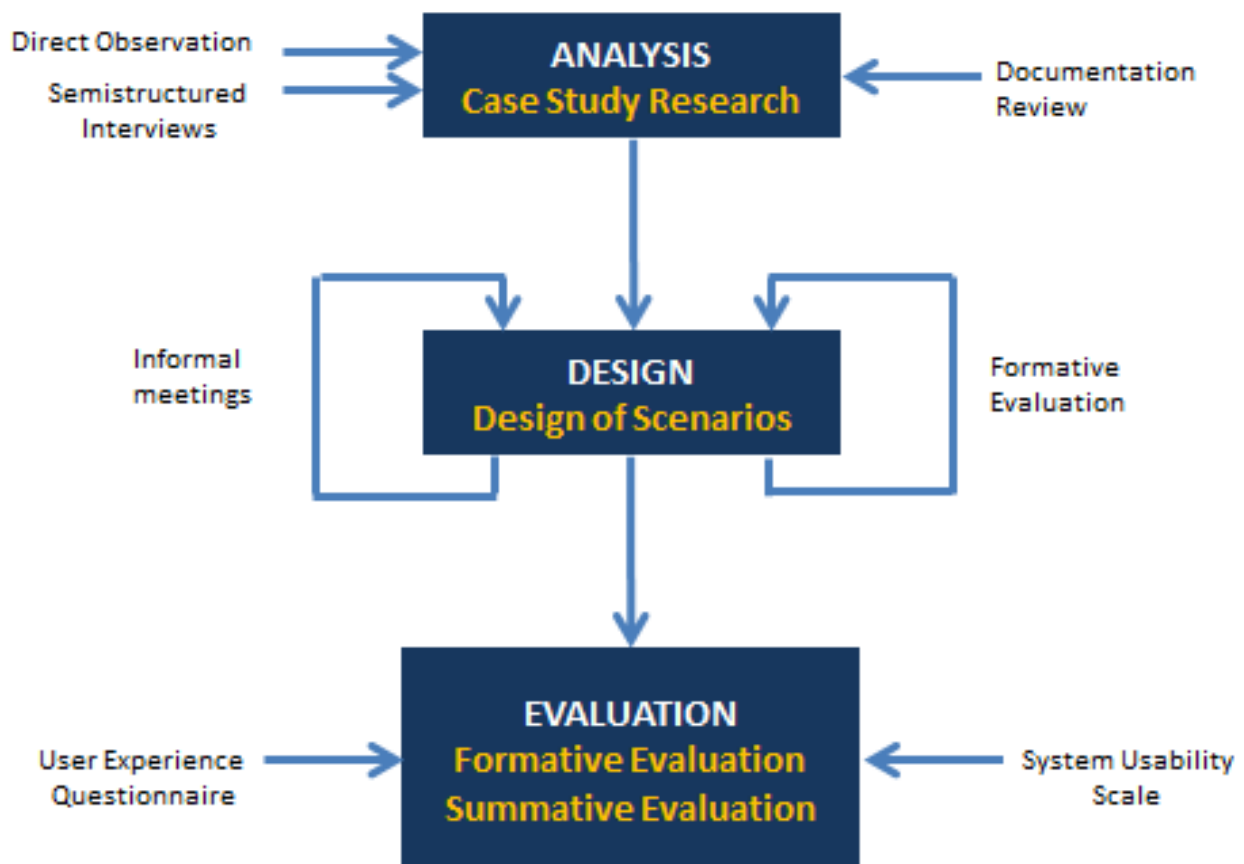 Direct Observation
Semistructured
Interviews
ANALYSIS
Case Study Research
Documentation
Review
Informal
meetings
DESIGN
Design of Scenarios
Formative
Evaluation
User Experience
Questionnaire
EVALUATION
Formative Evaluation
Summative Evaluation
System Usability
Scale